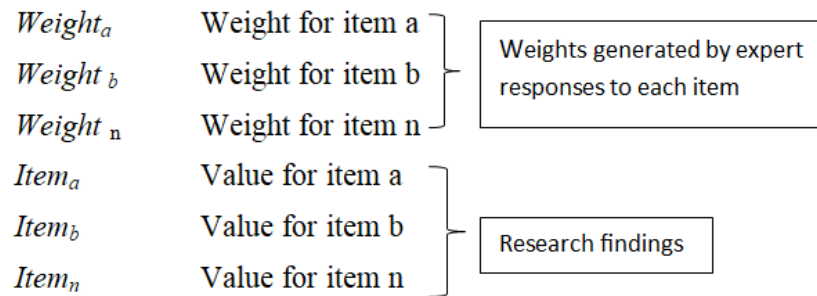 Weightₐ Weight for item a
Weight b Weight for item b
Weight n Weight for item n
Weights generated by expert
responses to each item
Itemₐ Value for item a
Item_b Value for item b
Itemₙ Value for item n
Research findings